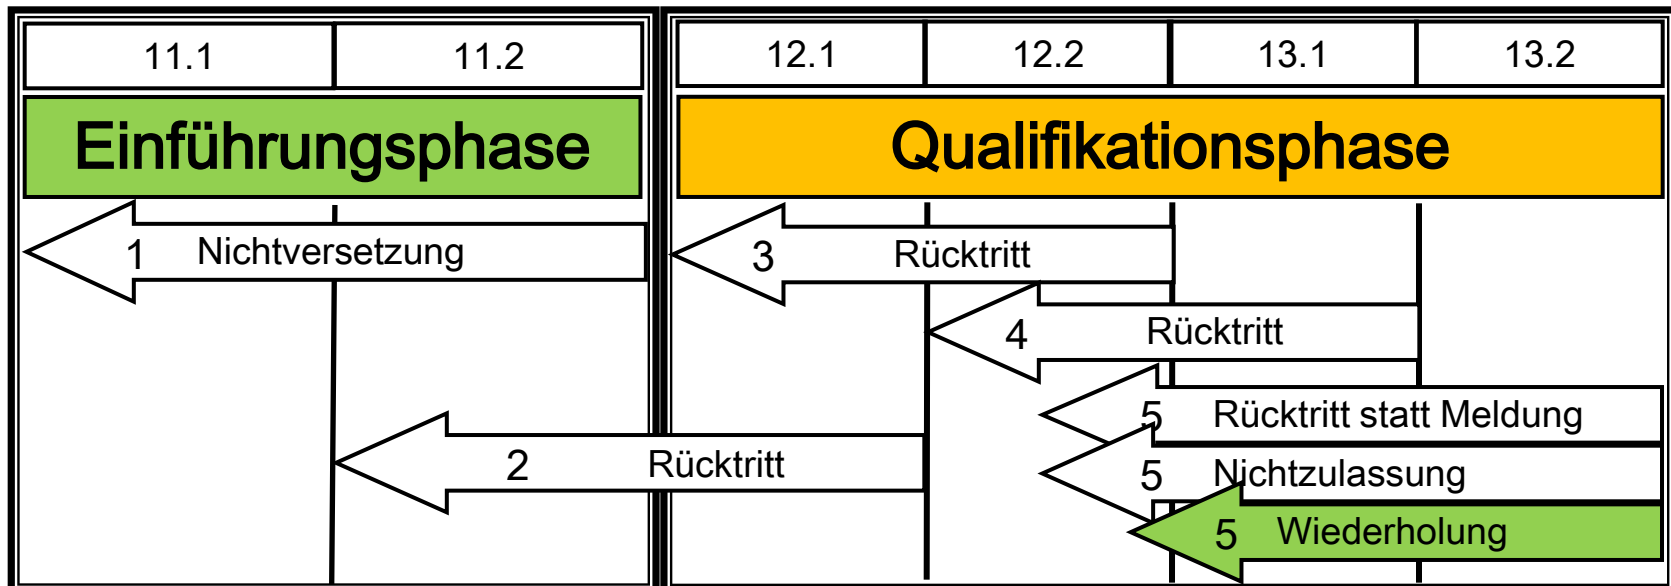 11.1 11.2 12.1 12.2 13.1 13.2
Einführungsphase Qualifikationsphase
1 Nichtversetzung 3 Rücktritt
4 Rücktritt
5 Rücktritt statt Meldung
2 Rücktritt 5 Nichtzulassung
5 Wiederholung